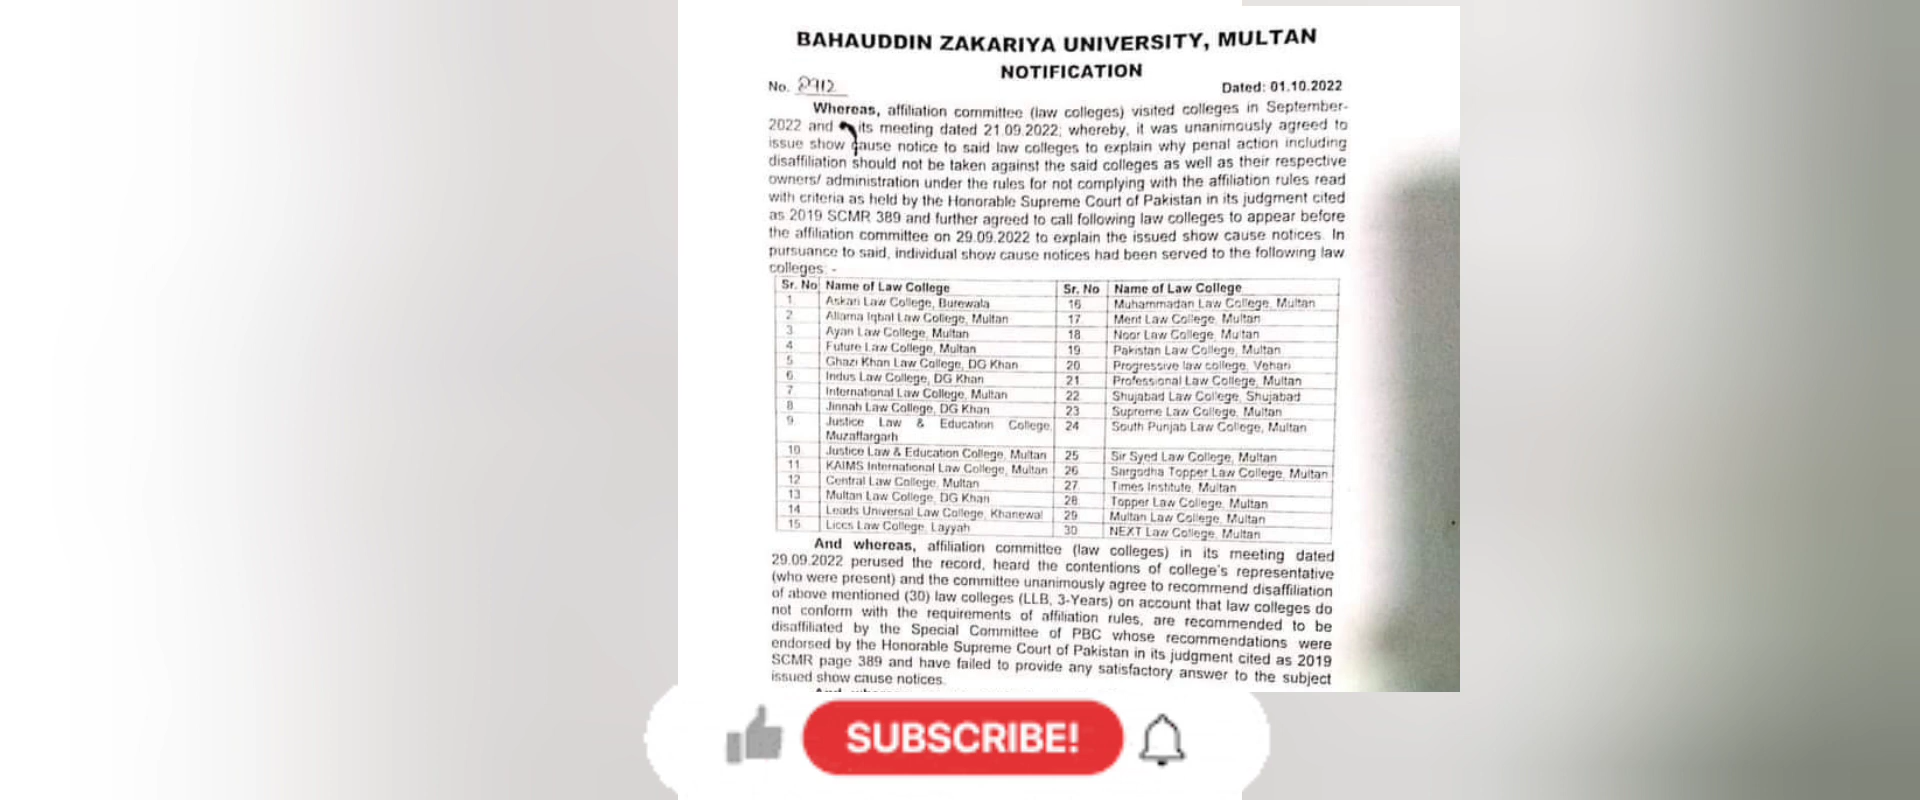 BAHAUDDIN ZAKARIYA UNIVERSITY, MULTAN
NOTIFICATION
No. 8912 Dated: 01.10.2022
Whereas, affiliation committee (law colleges) visited colleges in September-
2022 and its meeting dated 21.09.2022; whereby, it was unanimously agreed to
issue show cause notice to said law colleges to explain why penal action including
disaffiliation should not be taken against the said colleges as well as their respective
owners/ administration under the rules for not complying with the affiliation rules read
with criteria as held by the Honorable Supreme Court of Pakistan in its judgment cited
as 2019 SCMR 389 and further agreed to call following law colleges to appear before
the affiliation committee on 29.09.2022 to explain the issued show cause notices. In
pursuance to said, individual show cause notices had been served to the following law
colleges: -
Sr. No Name of Law College Sr. No Name of Law College
1 Askari Law College, Burewala 16 Muhammadan Law College, Multan
2 Allama Iqbal Law College, Multan 17 Merit Law College, Multan
3 Ayan Law College, Multan 18 Noor Law College, Multan
4 Future Law College, Multan 19 Pakistan Law College, Multan
5 Ghazi Khan Law College, DG Khan 20 Progressive law college, Vehari
6 Indus Law College, DG Khan 21 Professional Law College, Multan
7 International Law College, Multan 22 Shujabad Law College, Shujabad
8 Jinnah Law College, DG Khan 23 Supreme Law College, Multan
9 Justice Law & Education College, 24 South Punjab Law College, Multan
Muzaffargarh
10 Justice Law & Education College, Multan 25 Sir Syed Law College, Multan
11 KAIMS International Law College, Multan 26 Sargodha Topper Law College, Multan
12 Central Law College, Multan 27 Times Institute, Multan
13 Multan Law College, DG Khan 28 Topper Law College, Multan
14 Leads Universal Law College, Khanewal 29 Multan Law College, Multan
15 Liccs Law College, Layyah 30 NEXT Law College, Multan
And whereas, affiliation committee (law colleges) in its meeting dated
29.09.2022 perused the record, heard the contentions of college's representative
(who were present) and the committee unanimously agree to recommend disaffiliation
of above mentioned (30) law colleges (LLB, 3-Years) on account that law colleges do
not conform with the requirements of affiliation rules, are recommended to be
disaffiliated by the Special Committee of PBC whose recommendations were
endorsed by the Honorable Supreme Court of Pakistan in its judgment cited as 2019
SCMR page 389 and have failed to provide any satisfactory answer to the subject
issued show cause notices.
SUBSCRIBE!